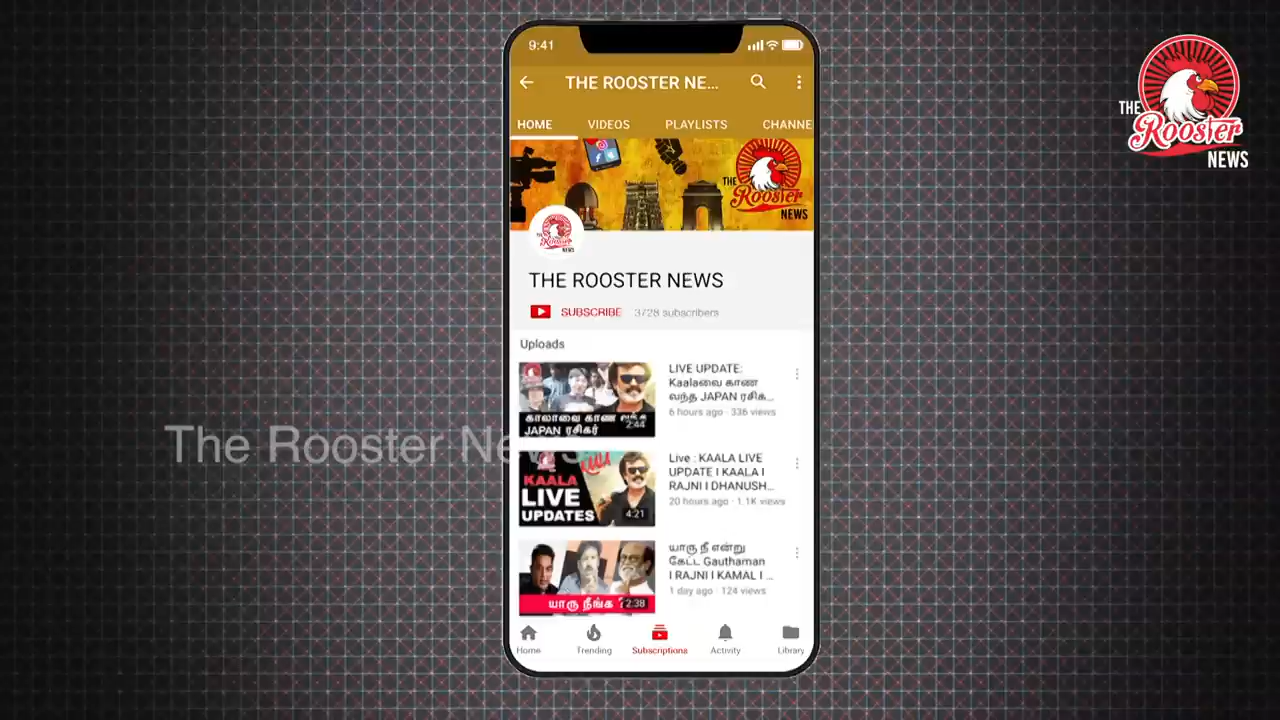 9:41
THE ROOSTER NE...
HOME VIDEOS PLAYLISTS CHANNE
THE
Rooster
NEWS
THE
Rooster
NEWS
THE ROOSTER NEWS
SUBSCRIBE 3728 subscribers
Uploads
காலாவை காண வந்த
JAPAN ரசிகர்
2:44
LIVE UPDATE:
Kaalaவை காண
வந்த JAPAN ரசிக...
6 hours ago · 336 views
The Rooster News
KAALA
LIVE
UPDATES
4:21
Live : KAALA LIVE
UPDATE I KAALA I
RAJNI I DHANUSH...
20 hours ago · 1.1K views
யாரு நீங்க ?
2:38
யாரு நீ என்று
கேட்ட Gauthaman
I RAJNI I KAMAL I ...
1 day ago · 124 views
Home Trending Subscriptions Activity Library